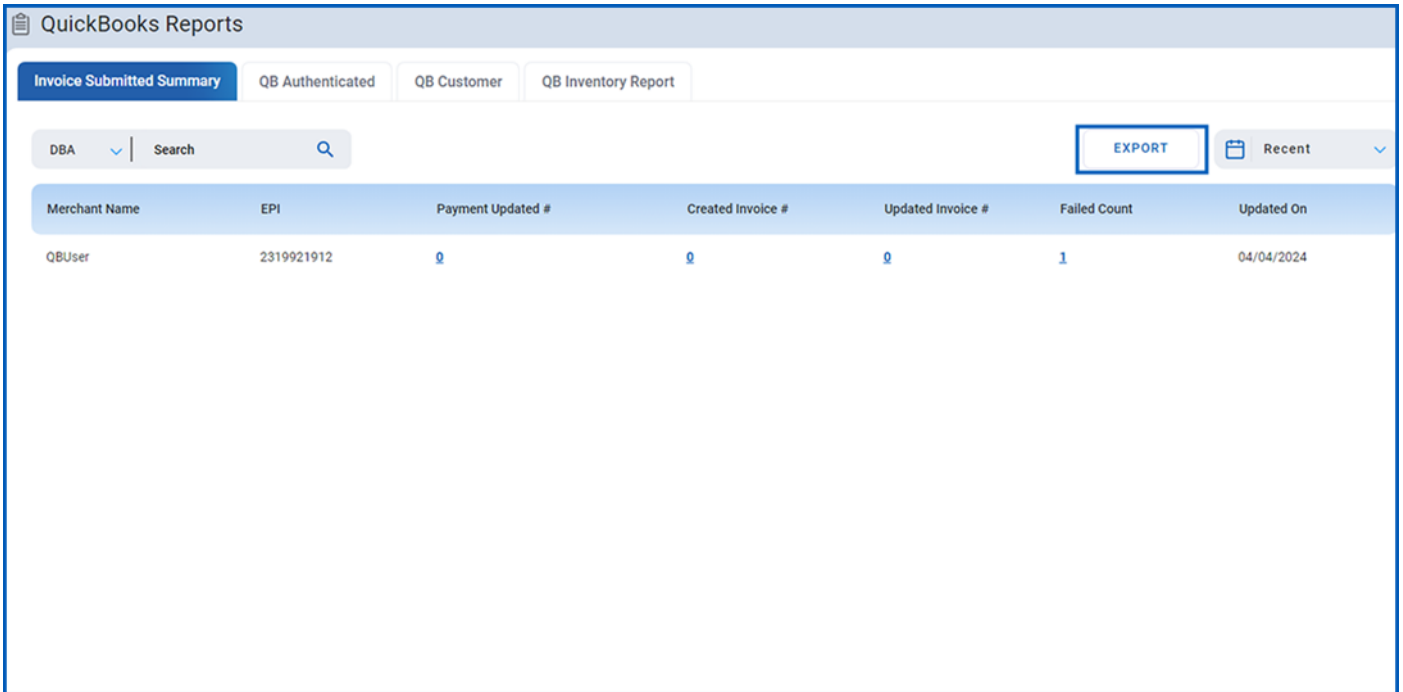 QuickBooks Reports
Invoice Submitted Summary QB Authenticated QB Customer QB Inventory Report
DBA Search EXPORT Recent
Merchant Name EPI Payment Updated # Created Invoice # Updated Invoice # Failed Count Updated On
QBUser 2319921912 0 0 0 1 04/04/2024